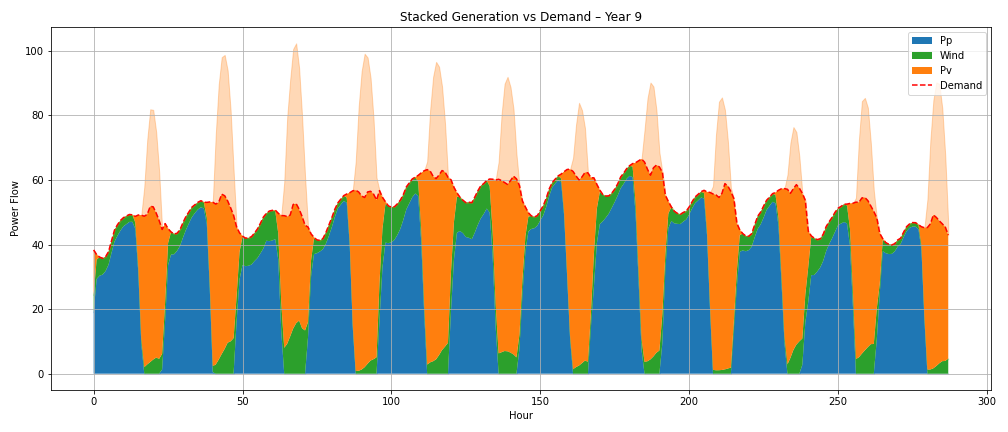 Stacked Generation vs Demand – Year 9
Power Flow
100
80
60
40
20
0
0
50
100
150
200
250
300
Hour
Pp
Wind
Pv
Demand